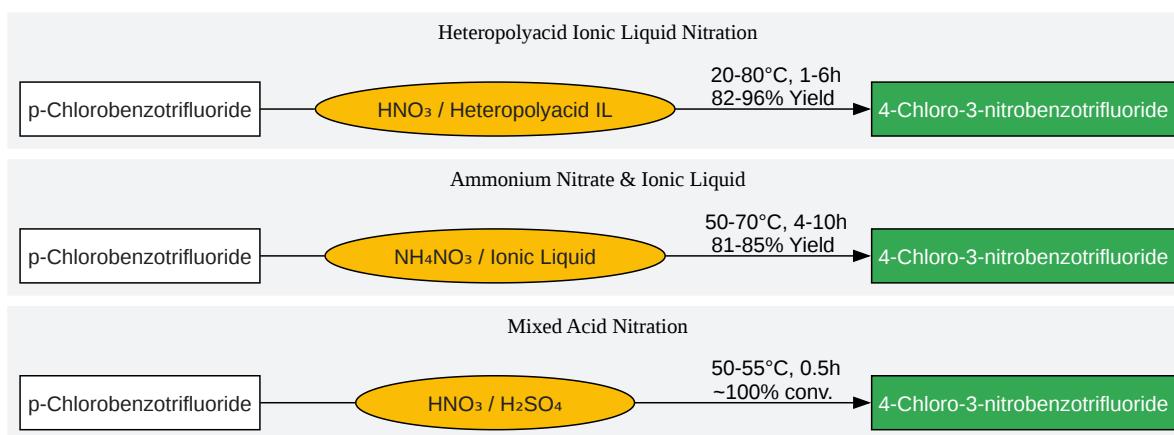 Heteropolyacid Ionic Liquid Nitration
p-Chlorobenzotrifluoride
HNO₃ / Heteropolyacid IL
20-80°C, 1-6h
82-96% Yield
4-Chloro-3-nitrobenzotrifluoride
Ammonium Nitrate & Ionic Liquid
p-Chlorobenzotrifluoride
NH₄NO₃ / Ionic Liquid
50-70°C, 4-10h
81-85% Yield
4-Chloro-3-nitrobenzotrifluoride
Mixed Acid Nitration
p-Chlorobenzotrifluoride
HNO₃ / H₂SO₄
50-55°C, 0.5h
~100% conv.
4-Chloro-3-nitrobenzotrifluoride